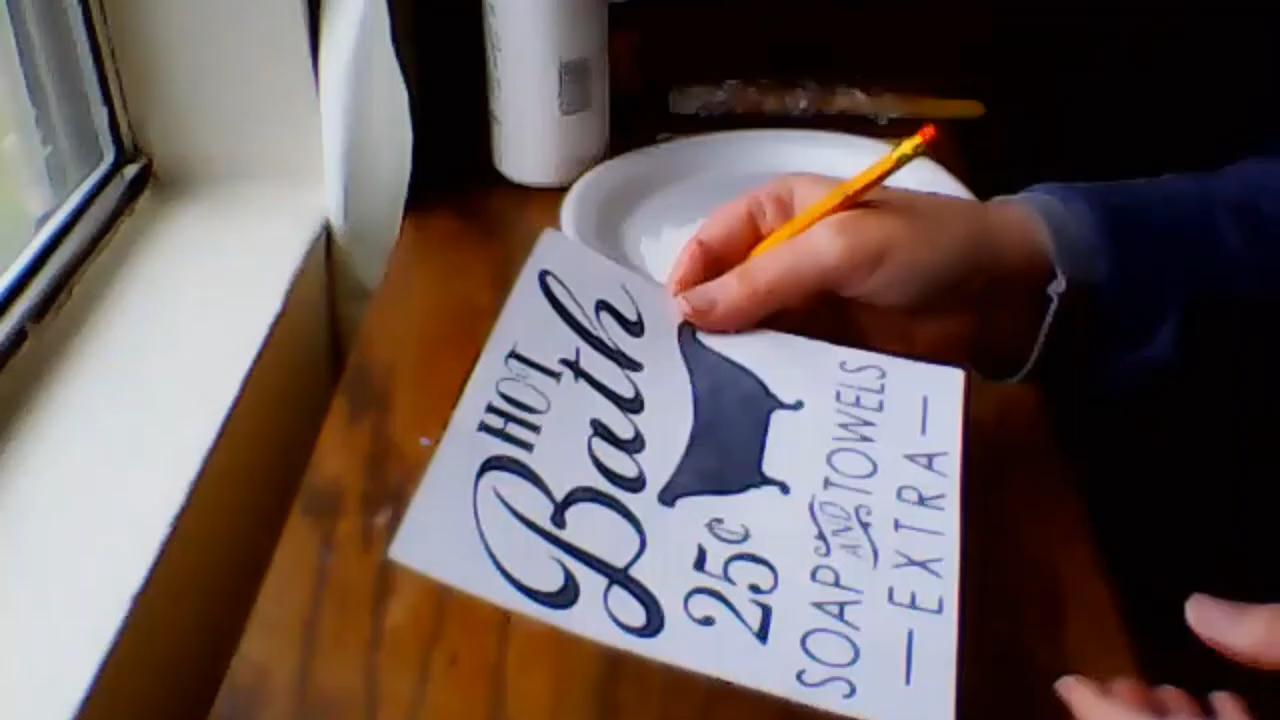 HOT
Bath
25¢
SOAP AND TOWELS
— EXTRA —